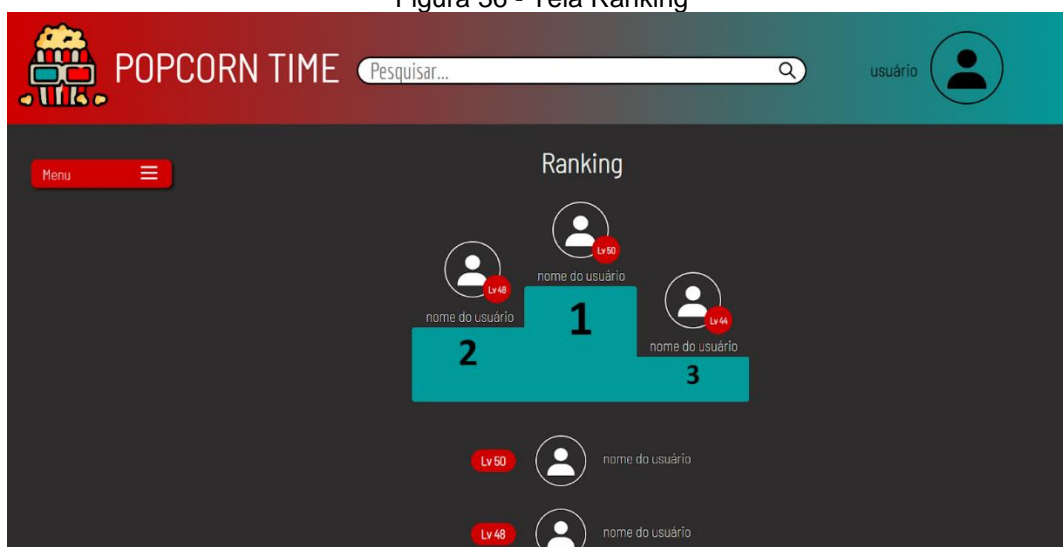 Figura 36 - Tela Ranking
POPCORN TIME
Pesquisar...
usuário
Menu
Ranking
Lv 50
nome do usuário
Lv 48
nome do usuário
Lv 44
nome do usuário
1
2
3
Lv 50 nome do usuário
Lv 48 nome do usuário